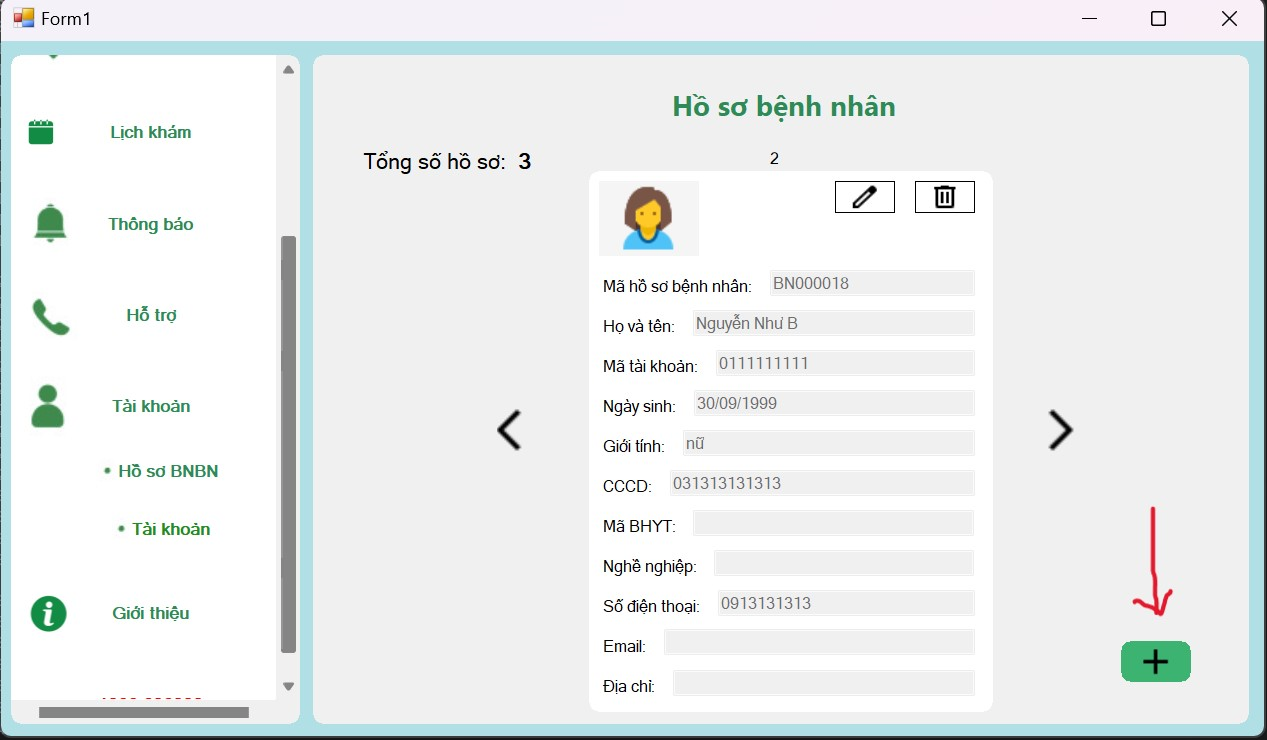 Form1
Lịch khám
Thông báo
Hỗ trợ
Tài khoản
• Hồ sơ BNBN
• Tài khoản
Giới thiệu
Hồ sơ bệnh nhân
Tổng số hồ sơ: 3
2
Mã hồ sơ bệnh nhân: BN000018
Họ và tên: Nguyễn Như B
Mã tài khoản: 0111111111
Ngày sinh: 30/09/1999
Giới tính: nữ
CCCD: 031313131313
Mã BHYT:
Nghề nghiệp:
Số điện thoại: 0913131313
Email:
Địa chỉ: